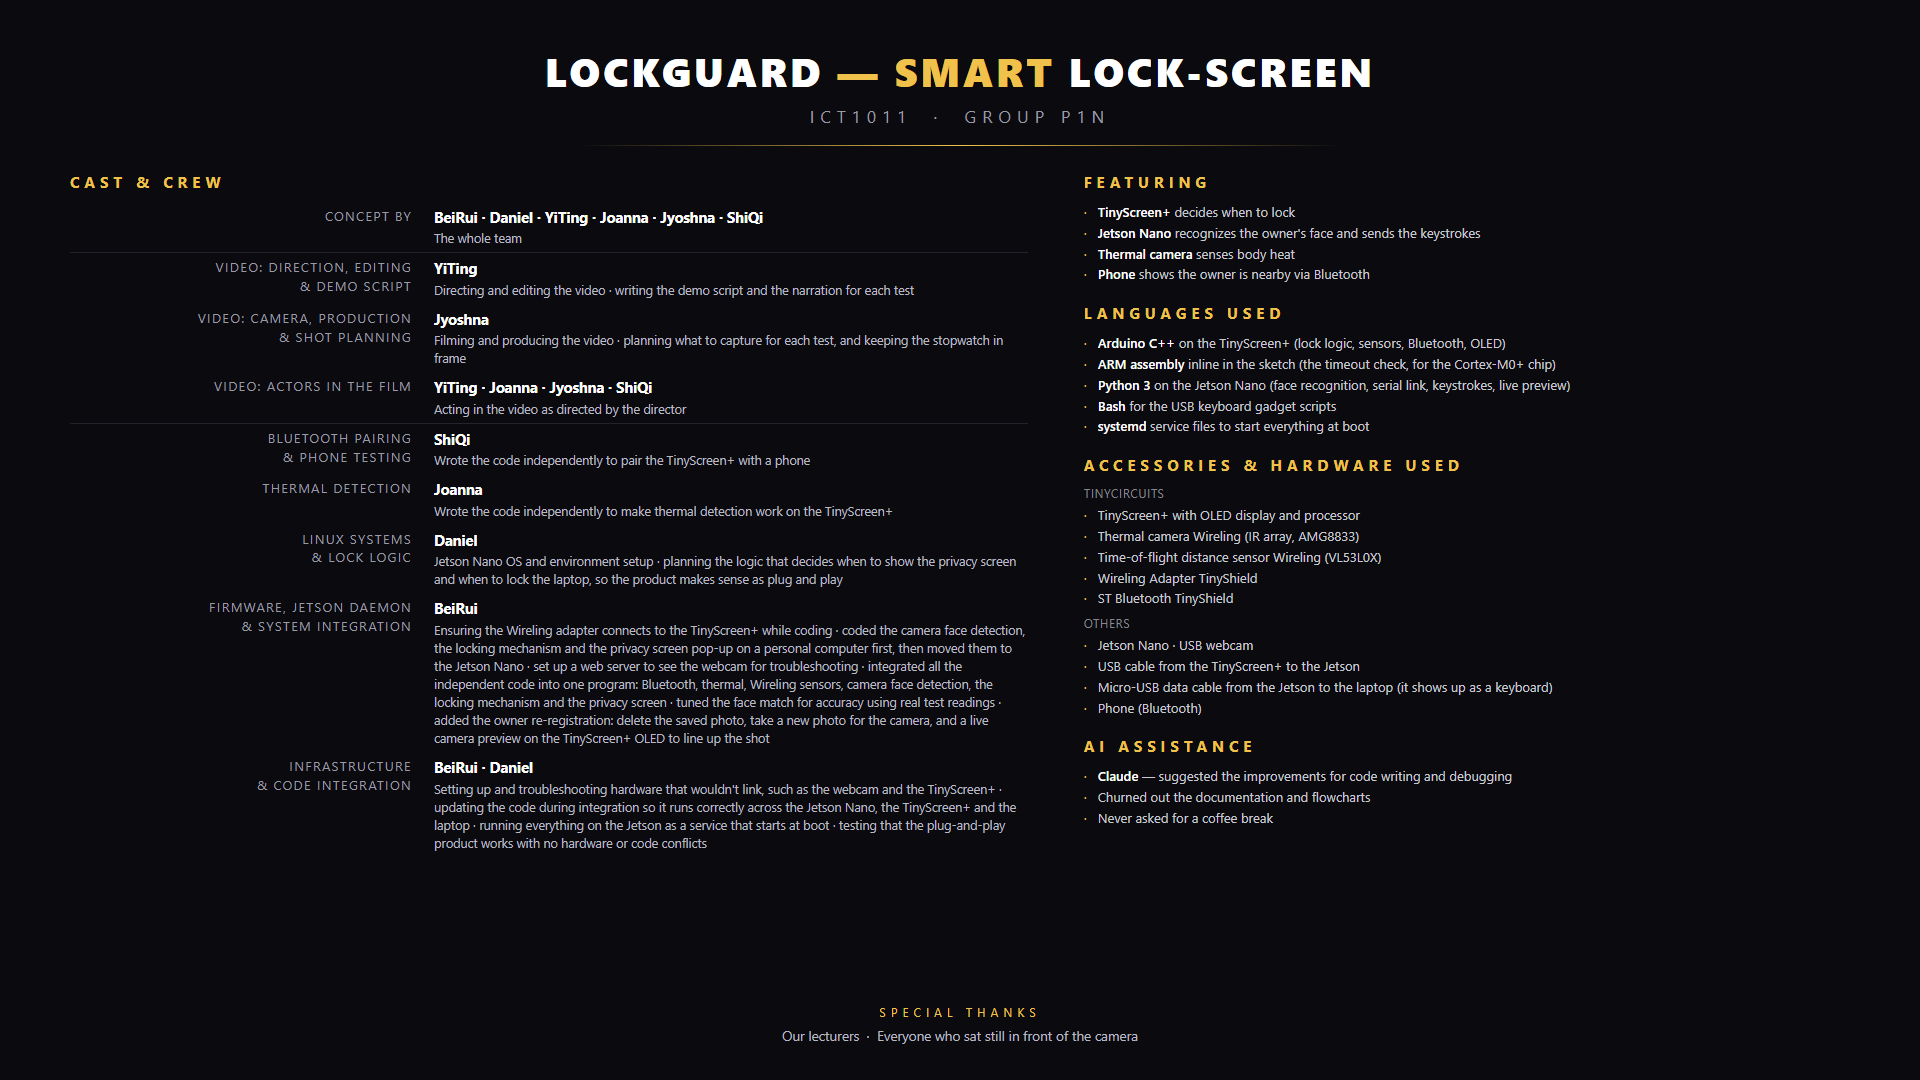 LOCKGUARD — SMART LOCK-SCREEN
ICT1011 · GROUP P1N
CAST & CREW
CONCEPT BY
BeiRui · Daniel · YiTing · Joanna · Jyoshna · ShiQi
The whole team
VIDEO: DIRECTION, EDITING
& DEMO SCRIPT
YiTing
Directing and editing the video · writing the demo script and the narration for each test
VIDEO: CAMERA, PRODUCTION
& SHOT PLANNING
Jyoshna
Filming and producing the video · planning what to capture for each test, and keeping the stopwatch in
frame
VIDEO: ACTORS IN THE FILM
YiTing · Joanna · Jyoshna · ShiQi
Acting in the video as directed by the director
BLUETOOTH PAIRING
& PHONE TESTING
ShiQi
Wrote the code independently to pair the TinyScreen+ with a phone
THERMAL DETECTION
Joanna
Wrote the code independently to make thermal detection work on the TinyScreen+
LINUX SYSTEMS
& LOCK LOGIC
Daniel
Jetson Nano OS and environment setup · planning the logic that decides when to show the privacy screen
and when to lock the laptop, so the product makes sense as plug and play
FIRMWARE, JETSON DAEMON
& SYSTEM INTEGRATION
BeiRui
Ensuring the Wireling adapter connects to the TinyScreen+ while coding · coded the camera face detection,
the locking mechanism and the privacy screen pop-up on a personal computer first, then moved them to
the Jetson Nano · set up a web server to see the webcam for troubleshooting · integrated all the
independent code into one program: Bluetooth, thermal, Wireling sensors, camera face detection, the
locking mechanism and the privacy screen · tuned the face match for accuracy using real test readings ·
added the owner re-registration: delete the saved photo, take a new photo for the camera, and a live
camera preview on the TinyScreen+ OLED to line up the shot
INFRASTRUCTURE
& CODE INTEGRATION
BeiRui · Daniel
Setting up and troubleshooting hardware that wouldn't link, such as the webcam and the TinyScreen+ ·
updating the code during integration so it runs correctly across the Jetson Nano, the TinyScreen+ and the
laptop · running everything on the Jetson as a service that starts at boot · testing that the plug-and-play
product works with no hardware or code conflicts
FEATURING
· TinyScreen+ decides when to lock
· Jetson Nano recognizes the owner's face and sends the keystrokes
· Thermal camera senses body heat
· Phone shows the owner is nearby via Bluetooth
LANGUAGES USED
· Arduino C++ on the TinyScreen+ (lock logic, sensors, Bluetooth, OLED)
· ARM assembly inline in the sketch (the timeout check, for the Cortex-M0+ chip)
· Python 3 on the Jetson Nano (face recognition, serial link, keystrokes, live preview)
· Bash for the USB keyboard gadget scripts
· systemd service files to start everything at boot
ACCESSORIES & HARDWARE USED
TINYCIRCUITS
· TinyScreen+ with OLED display and processor
· Thermal camera Wireling (IR array, AMG8833)
· Time-of-flight distance sensor Wireling (VL53L0X)
· Wireling Adapter TinyShield
· ST Bluetooth TinyShield
OTHERS
· Jetson Nano · USB webcam
· USB cable from the TinyScreen+ to the Jetson
· Micro-USB data cable from the Jetson to the laptop (it shows up as a keyboard)
· Phone (Bluetooth)
AI ASSISTANCE
· Claude — suggested the improvements for code writing and debugging
· Churned out the documentation and flowcharts
· Never asked for a coffee break
SPECIAL THANKS
Our lecturers · Everyone who sat still in front of the camera